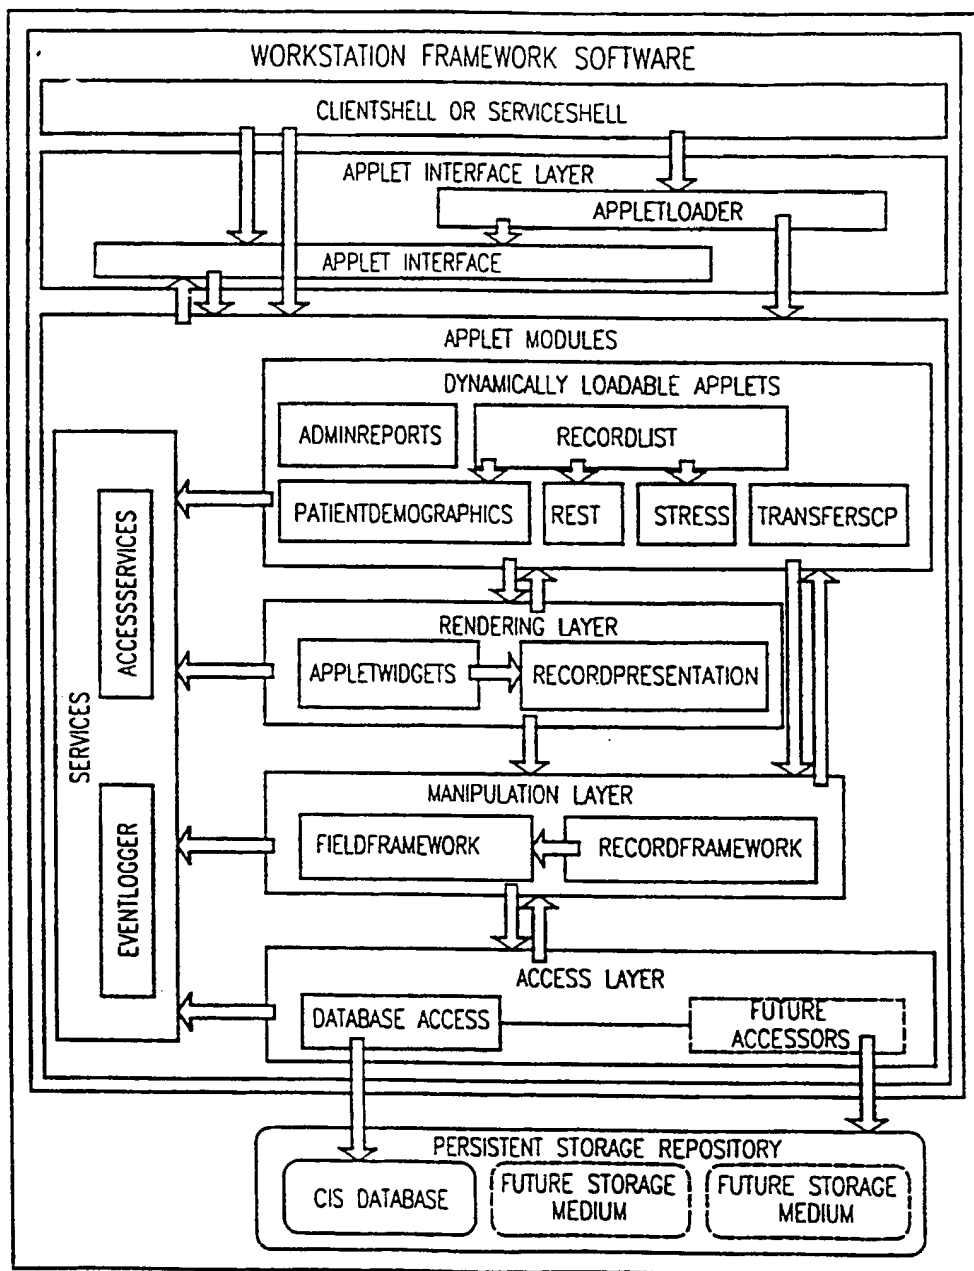 WORKSTATION FRAMEWORK SOFTWARE
CLIENTSHELL OR SERVICESHELL
APPLET INTERFACE LAYER
APPLETLOADER
APPLET INTERFACE
APPLET MODULES
DYNAMICALLY LOADABLE APPLETS
ADMINREPORTS
RECORDLIST
PATIENTDEMOGRAPHICS
REST
STRESS
TRANSFERSCP
SERVICES
ACCESSSERVICES
EVENTLOGGER
RENDERING LAYER
APPLETWIDGETS
RECORDPRESENTATION
MANIPULATION LAYER
FIELDFRAMEWORK
RECORDFRAMEWORK
ACCESS LAYER
DATABASE ACCESS
FUTURE
ACCESSORS
PERSISTENT STORAGE REPOSITORY
CIS DATABASE
FUTURE STORAGE
MEDIUM
FUTURE STORAGE
MEDIUM